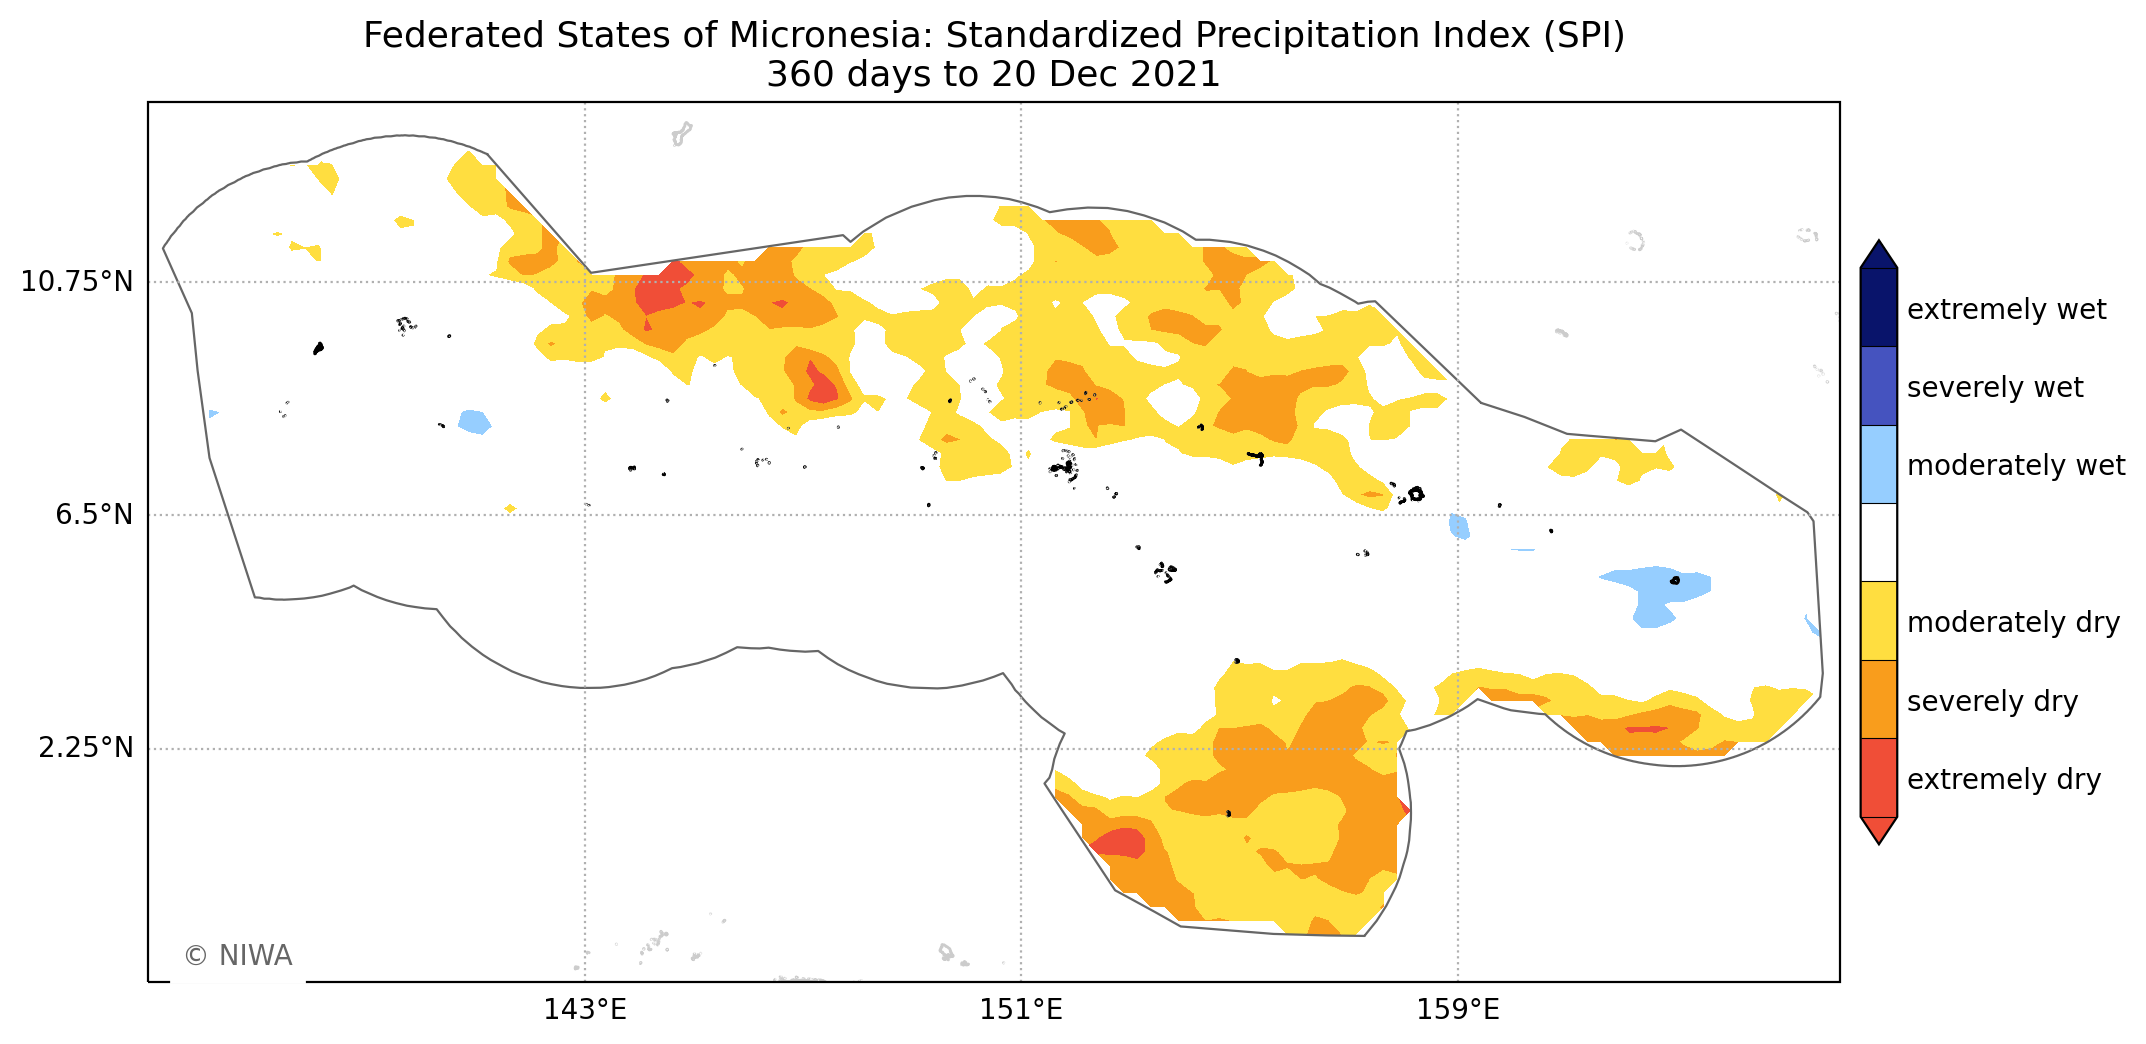 Federated States of Micronesia: Standardized Precipitation Index (SPI)
360 days to 20 Dec 2021
10.75°N
6.5°N
2.25°N
143°E
151°E
159°E
© NIWA
extremely wet
severely wet
moderately wet
moderately dry
severely dry
extremely dry